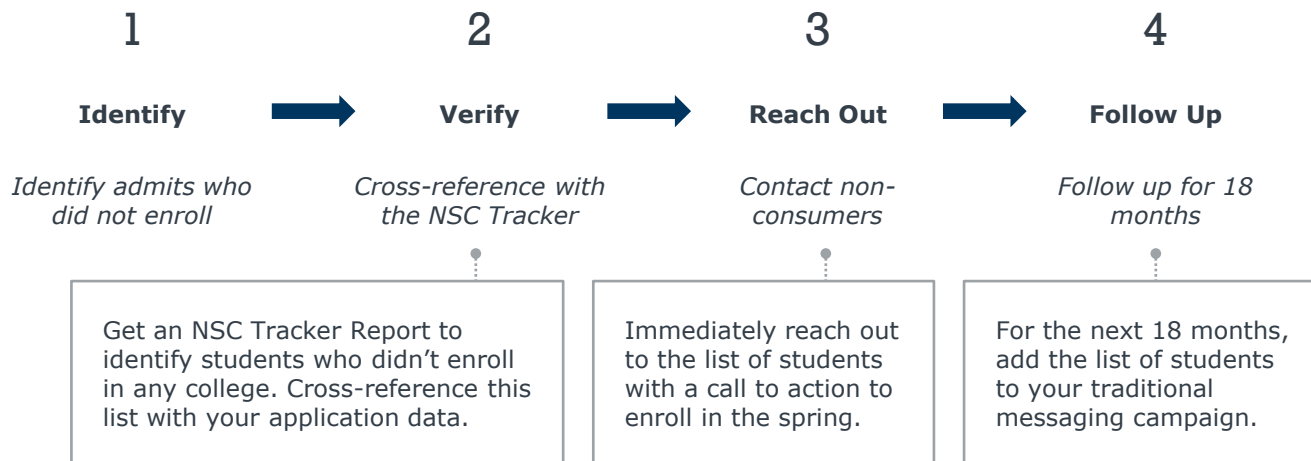 1
2
3
4
Identify
Verify
Reach Out
Follow Up
Identify admits who
did not enroll
Cross-reference with
the NSC Tracker
Contact non-
consumers
Follow up for 18
months
Get an NSC Tracker Report to
identify students who didn’t enroll
in any college. Cross-reference this
list with your application data.
Immediately reach out
to the list of students
with a call to action to
enroll in the spring.
For the next 18 months,
add the list of students
to your traditional
messaging campaign.